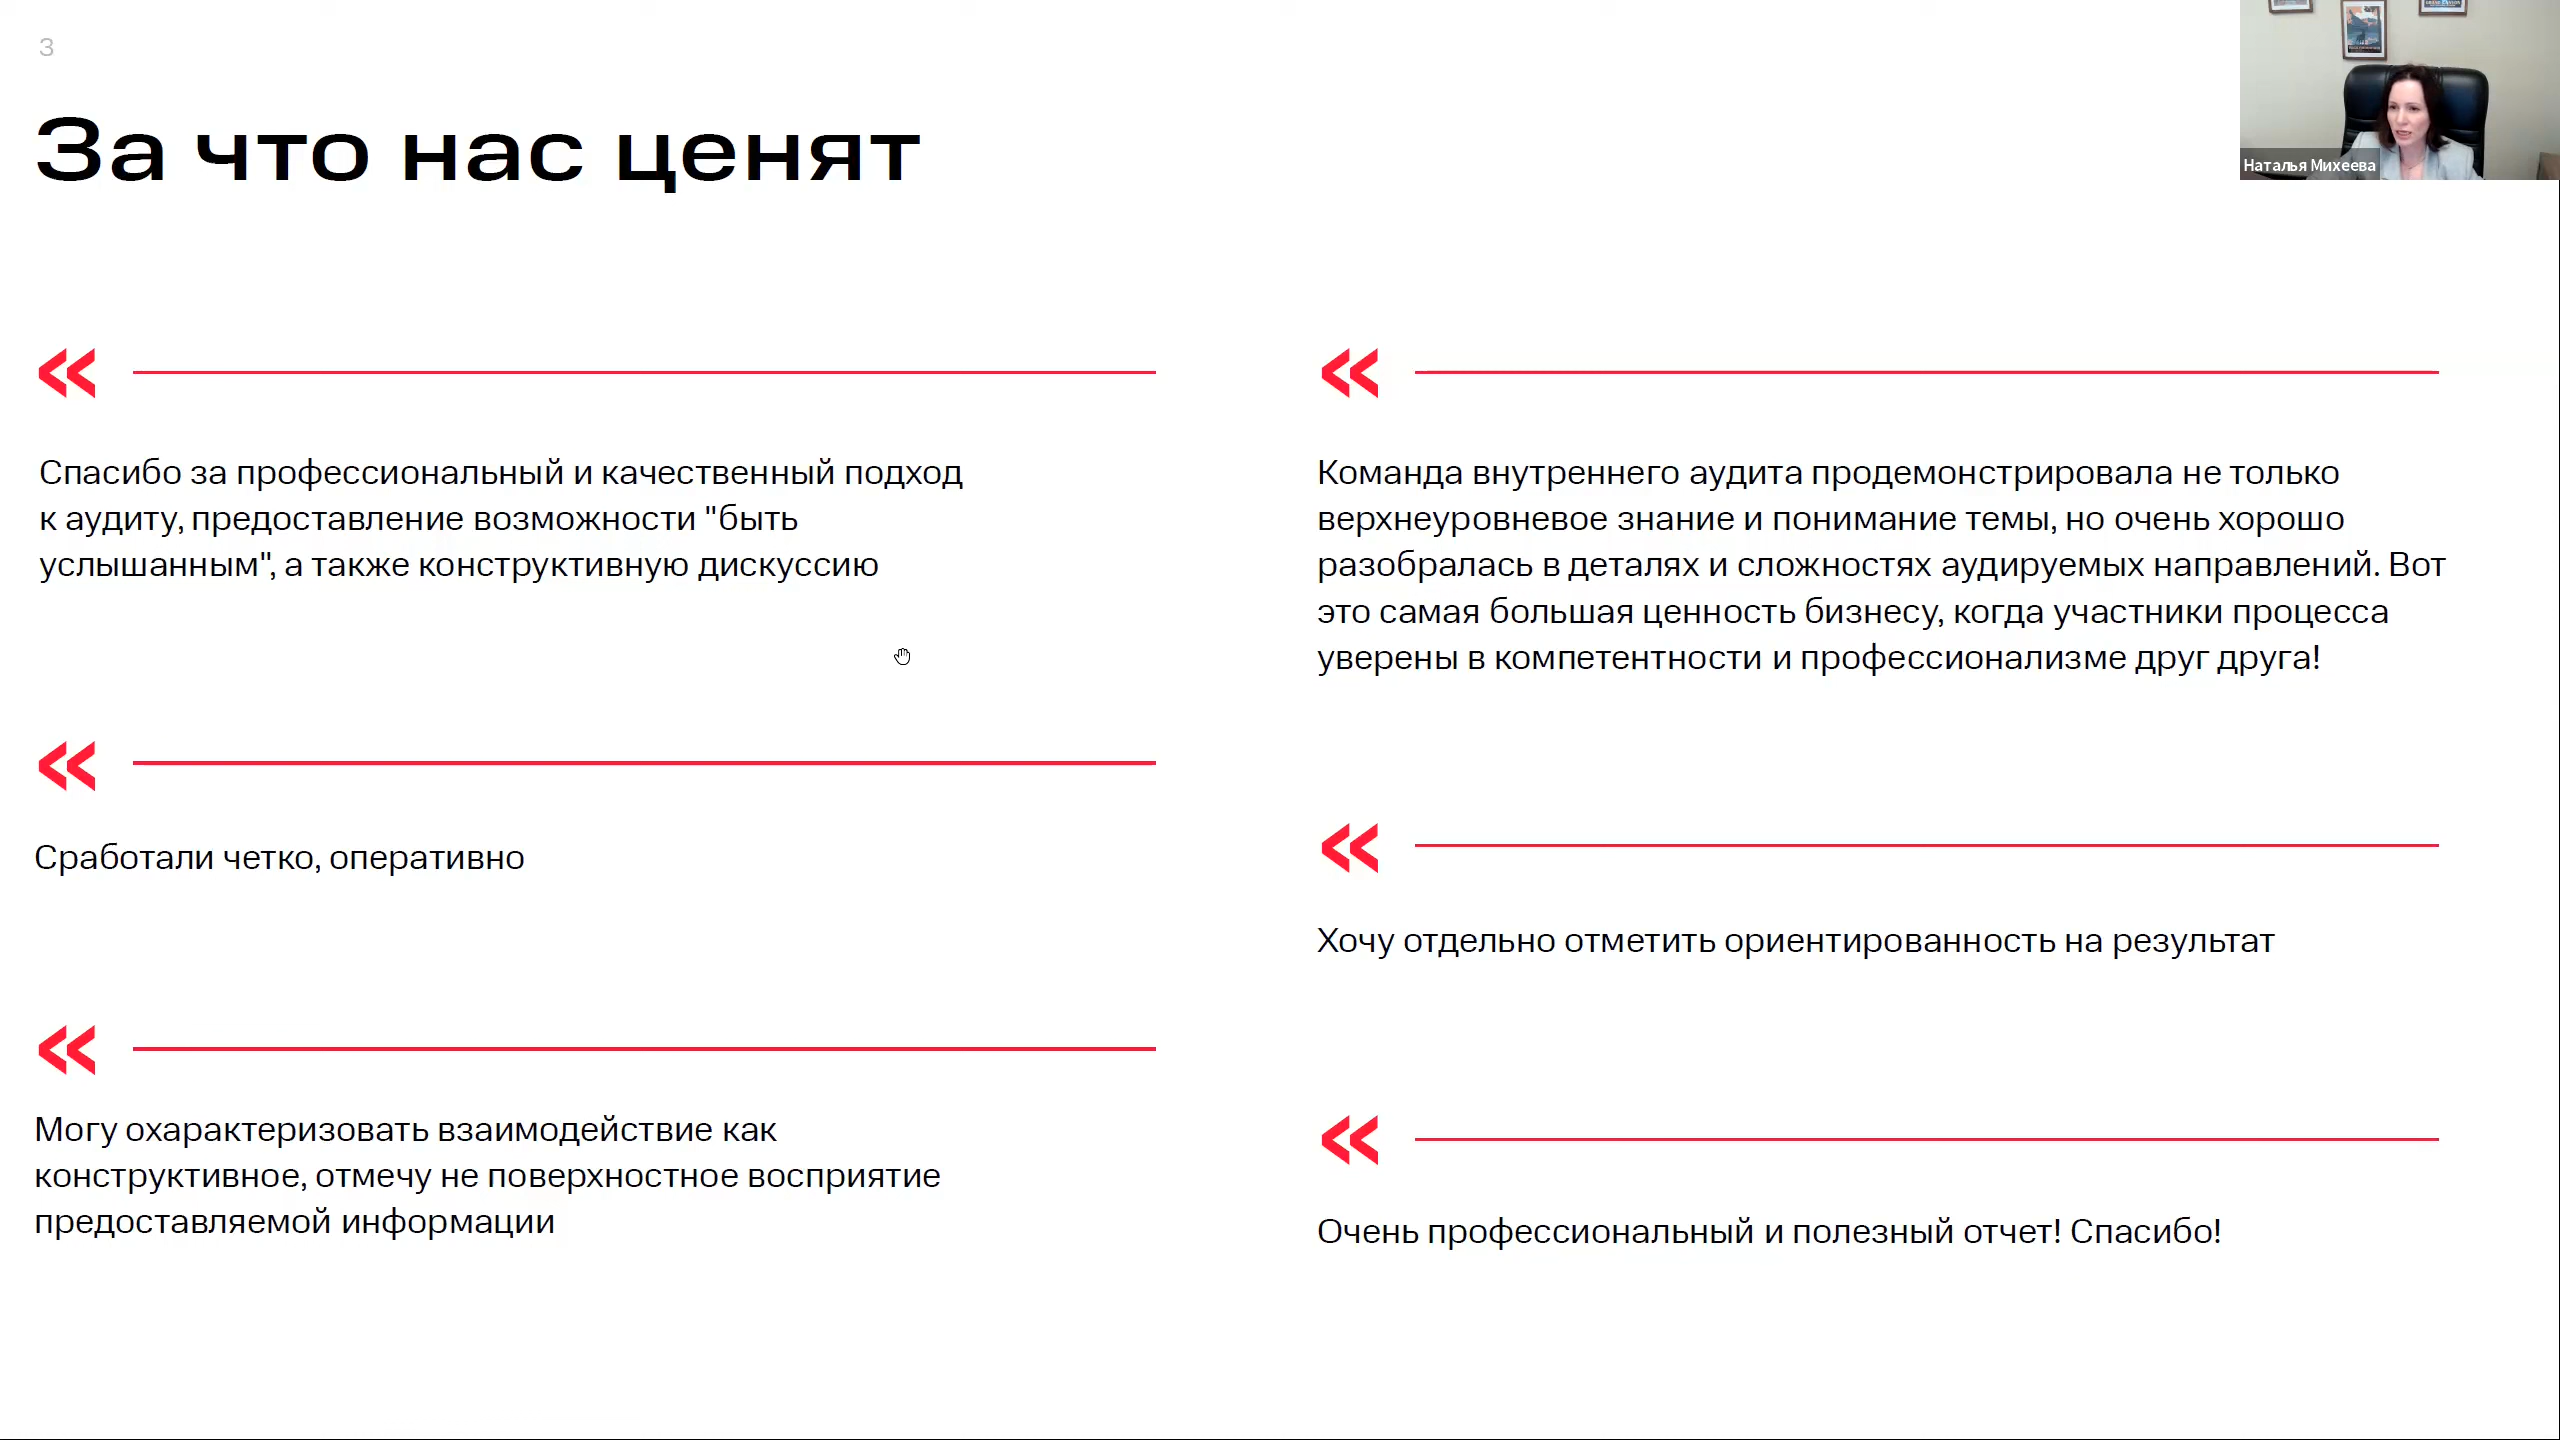 3
За что нас ценят
Наталья Михеева
«
Спасибо за профессиональный и качественный подход
к аудиту, предоставление возможности "быть
услышанным", а также конструктивную дискуссию
«
Сработали четко, оперативно
«
Могу охарактеризовать взаимодействие как
конструктивное, отмечу не поверхностное восприятие
предоставляемой информации
«
Команда внутреннего аудита продемонстрировала не только
верхнеуровневое знание и понимание темы, но очень хорошо
разобралась в деталях и сложностях аудируемых направлений. Вот
это самая большая ценность бизнесу, когда участники процесса
уверены в компетентности и профессионализме друг друга!
«
Хочу отдельно отметить ориентированность на результат
«
Очень профессиональный и полезный отчет! Спасибо!